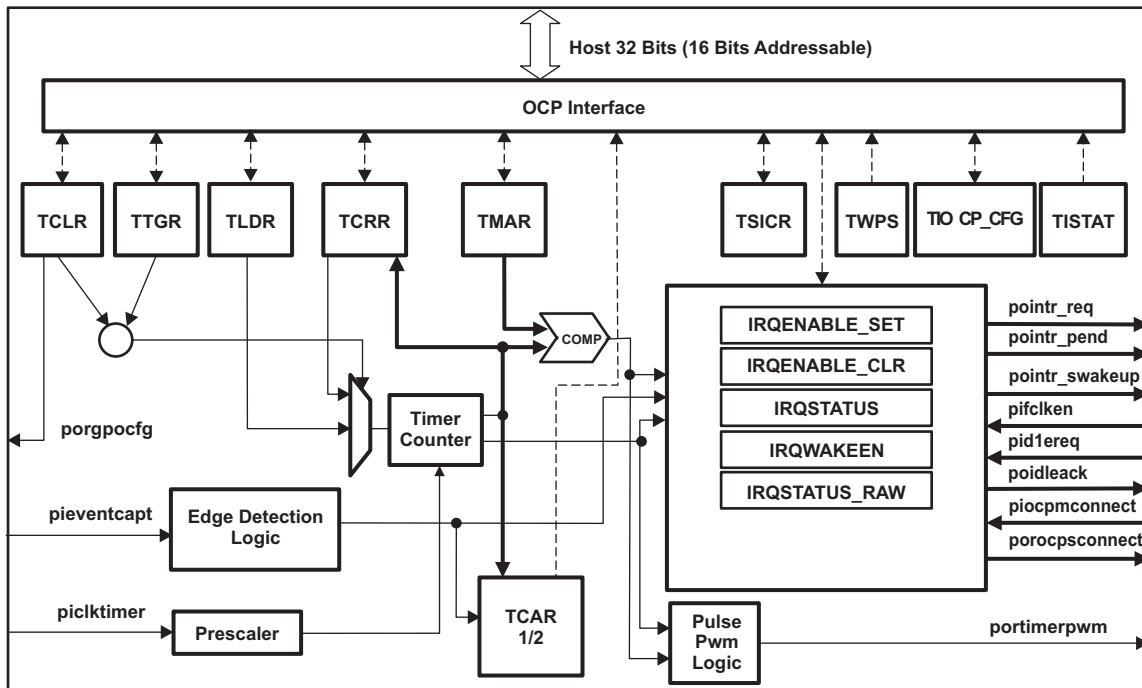 Host 32 Bits (16 Bits Addressable)
OCP Interface
TCLR
TTGR
TLDR
TCRR
TMAR
TSICR
TWPS
TIO CP_CFG
TISTAT
COMP
IRQENABLE_SET
IRQENABLE_CLR
IRQSTATUS
IRQWAKEEN
IRQSTATUS_RAW
pointr_req
pointr_pend
pointr_swakeup
pifclken
pid1ereq
poidleack
piocpmconnect
porocpsconnect
Timer
Counter
porgpocfg
pieventcapt
Edge Detection
Logic
piclktimer
Prescaler
TCAR
1/2
Pulse
Pwm
Logic
portimerpwm